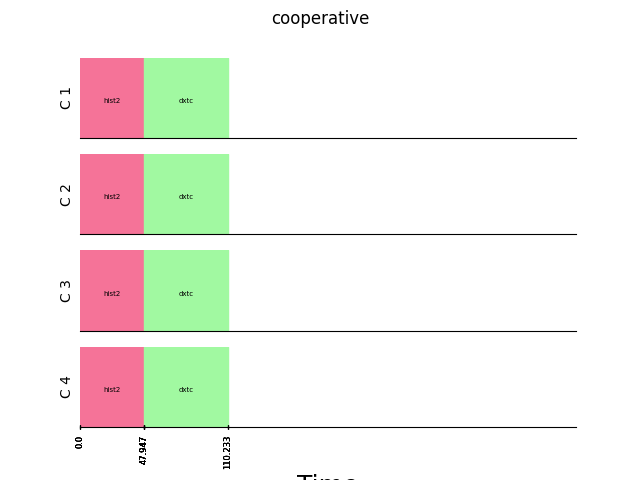 cooperative
C 1
hist2 dxtc
C 2
hist2 dxtc
C 3
hist2 dxtc
C 4
hist2 dxtc
0.0 47.947 110.233
Time